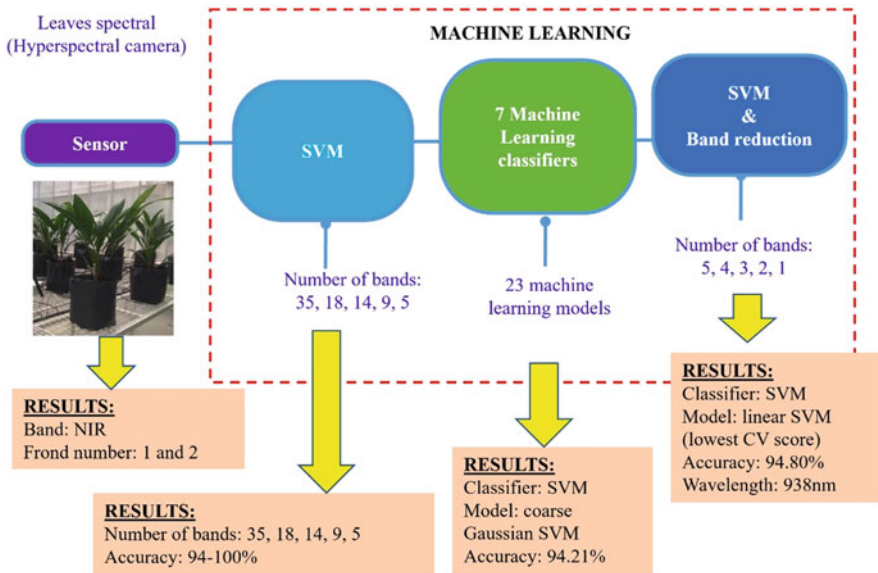 Leaves spectral
(Hyperspectral camera)
MACHINE LEARNING
Sensor
SVM
7 Machine
Learning
classifiers
SVM
&
Band reduction
Number of bands:
35, 18, 14, 9, 5
23 machine
learning models
Number of bands:
5, 4, 3, 2, 1
RESULTS:
Band: NIR
Frond number: 1 and 2
RESULTS:
Number of bands: 35, 18, 14, 9, 5
Accuracy: 94-100%
RESULTS:
Classifier: SVM
Model: coarse
Gaussian SVM
Accuracy: 94.21%
RESULTS:
Classifier: SVM
Model: linear SVM
(lowest CV score)
Accuracy: 94.80%
Wavelength: 938nm